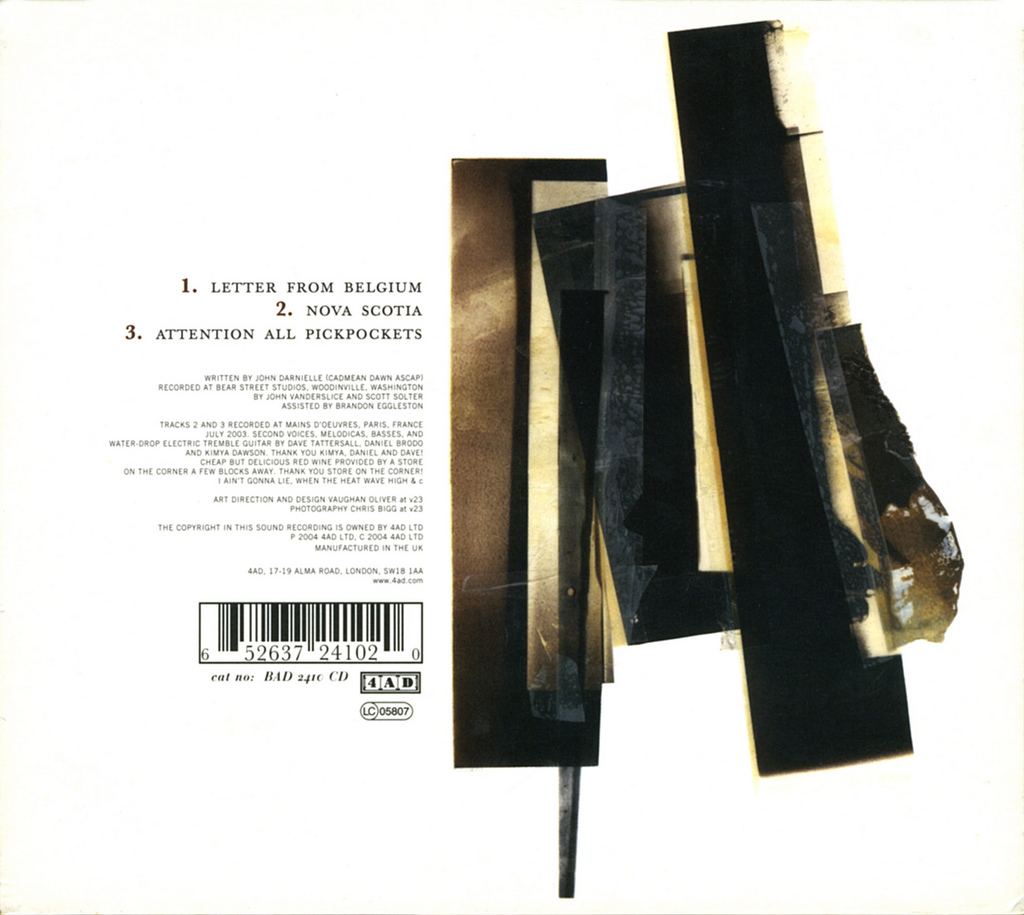 1. LETTER FROM BELGIUM
2. NOVA SCOTIA
3. ATTENTION ALL PICKPOCKETS
WRITTEN BY JOHN DARNIELLE (CADMEAN DAWN ASCAP)
RECORDED AT BEAR STREET STUDIOS, WOODINVILLE, WASHINGTON
BY JOHN VANDERSLICE AND SCOTT SOLTER
ASSISTED BY BRANDON EGGLESTON
TRACKS 2 AND 3 RECORDED AT MAINS D'OEUVRES, PARIS, FRANCE
JULY 2003. SECOND VOICES, MELODICAS, BASSES, AND
WATER-DROP ELECTRIC TREMBLE GUITAR BY DAVE TATTERSALL, DANIEL BRODO
AND KIMYA DAWSON. THANK YOU KIMYA, DANIEL AND DAVE!
CHEAP BUT DELICIOUS RED WINE PROVIDED BY A STORE
ON THE CORNER A FEW BLOCKS AWAY. THANK YOU STORE ON THE CORNER!
I AIN'T GONNA LIE, WHEN THE HEAT WAVE HIGH & c
ART DIRECTION AND DESIGN VAUGHAN OLIVER at v23
PHOTOGRAPHY CHRIS BIGG at v23
THE COPYRIGHT IN THIS SOUND RECORDING IS OWNED BY 4AD LTD
P 2004 4AD LTD, C 2004 4AD LTD
MANUFACTURED IN THE UK
4AD, 17-19 ALMA ROAD, LONDON, SW18 1AA
www.4ad.com
6 52637 24102 0
cat no: BAD 2410 CD
4AD
LC 05807